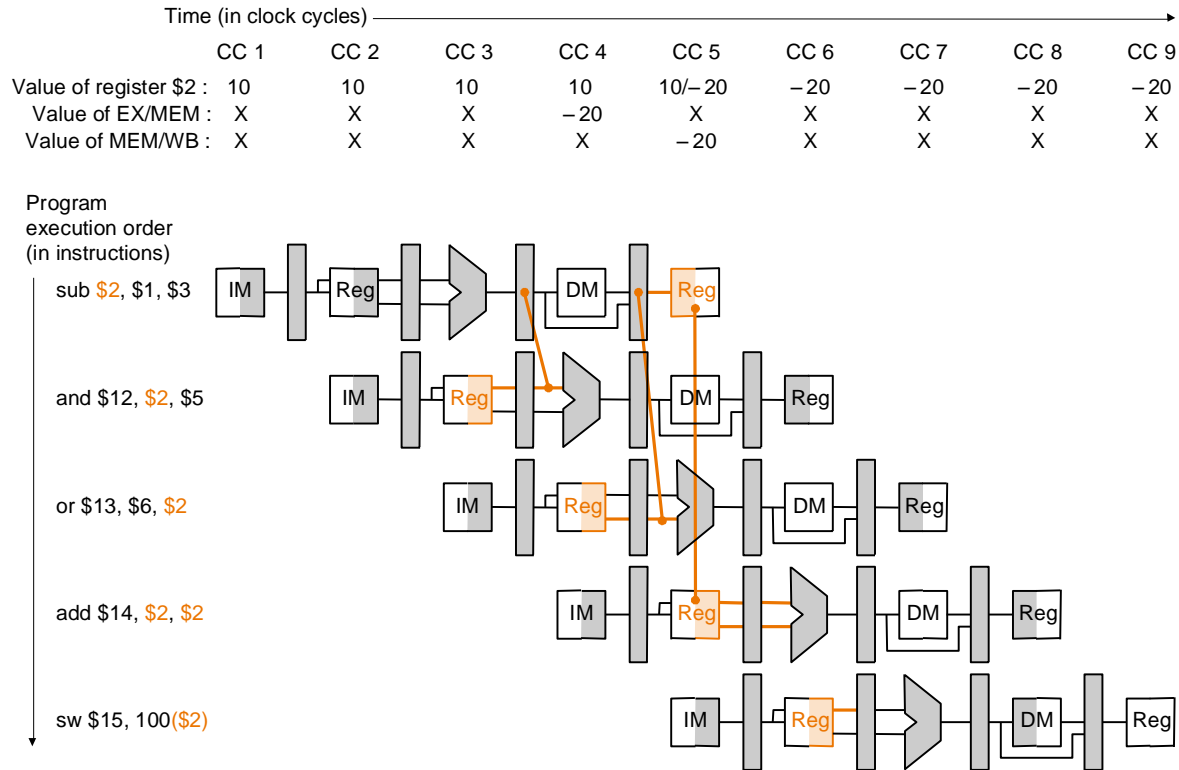 Time (in clock cycles)
CC 1 CC 2 CC 3 CC 4 CC 5 CC 6 CC 7 CC 8 CC 9
Value of register $2 : 10 10 10 10 10/–20 –20 –20 –20 –20
Value of EX/MEM : X X X –20 X X X X X
Value of MEM/WB : X X X X –20 X X X X
Program
execution order
(in instructions)
sub $2, $1, $3 IM Reg DM Reg
and $12, $2, $5 IM Reg DM Reg
or $13, $6, $2 IM Reg DM Reg
add $14, $2, $2 IM Reg DM Reg
sw $15, 100($2) IM Reg DM Reg